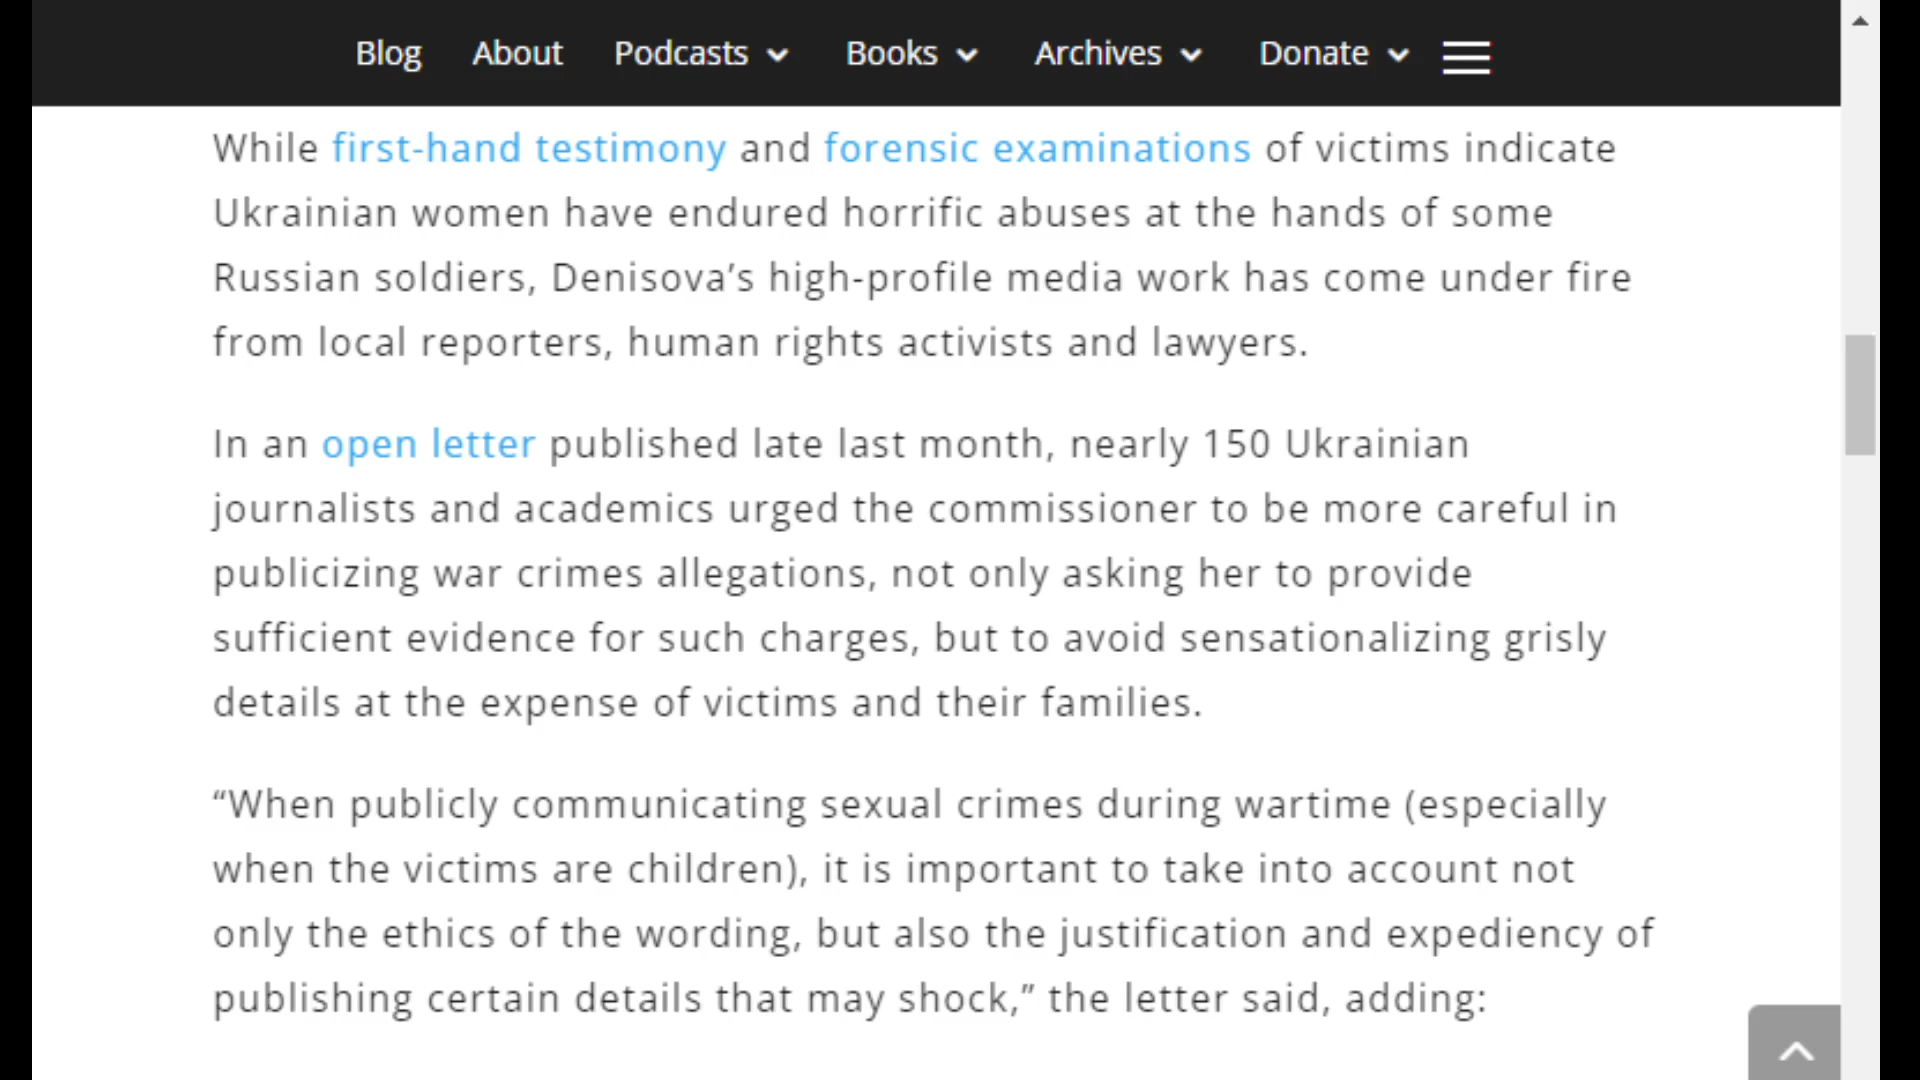 Blog About Podcasts Books Archives Donate
While first-hand testimony and forensic examinations of victims indicate
Ukrainian women have endured horrific abuses at the hands of some
Russian soldiers, Denisova’s high-profile media work has come under fire
from local reporters, human rights activists and lawyers.
In an open letter published late last month, nearly 150 Ukrainian
journalists and academics urged the commissioner to be more careful in
publicizing war crimes allegations, not only asking her to provide
sufficient evidence for such charges, but to avoid sensationalizing grisly
details at the expense of victims and their families.
“When publicly communicating sexual crimes during wartime (especially
when the victims are children), it is important to take into account not
only the ethics of the wording, but also the justification and expediency of
publishing certain details that may shock,” the letter said, adding: